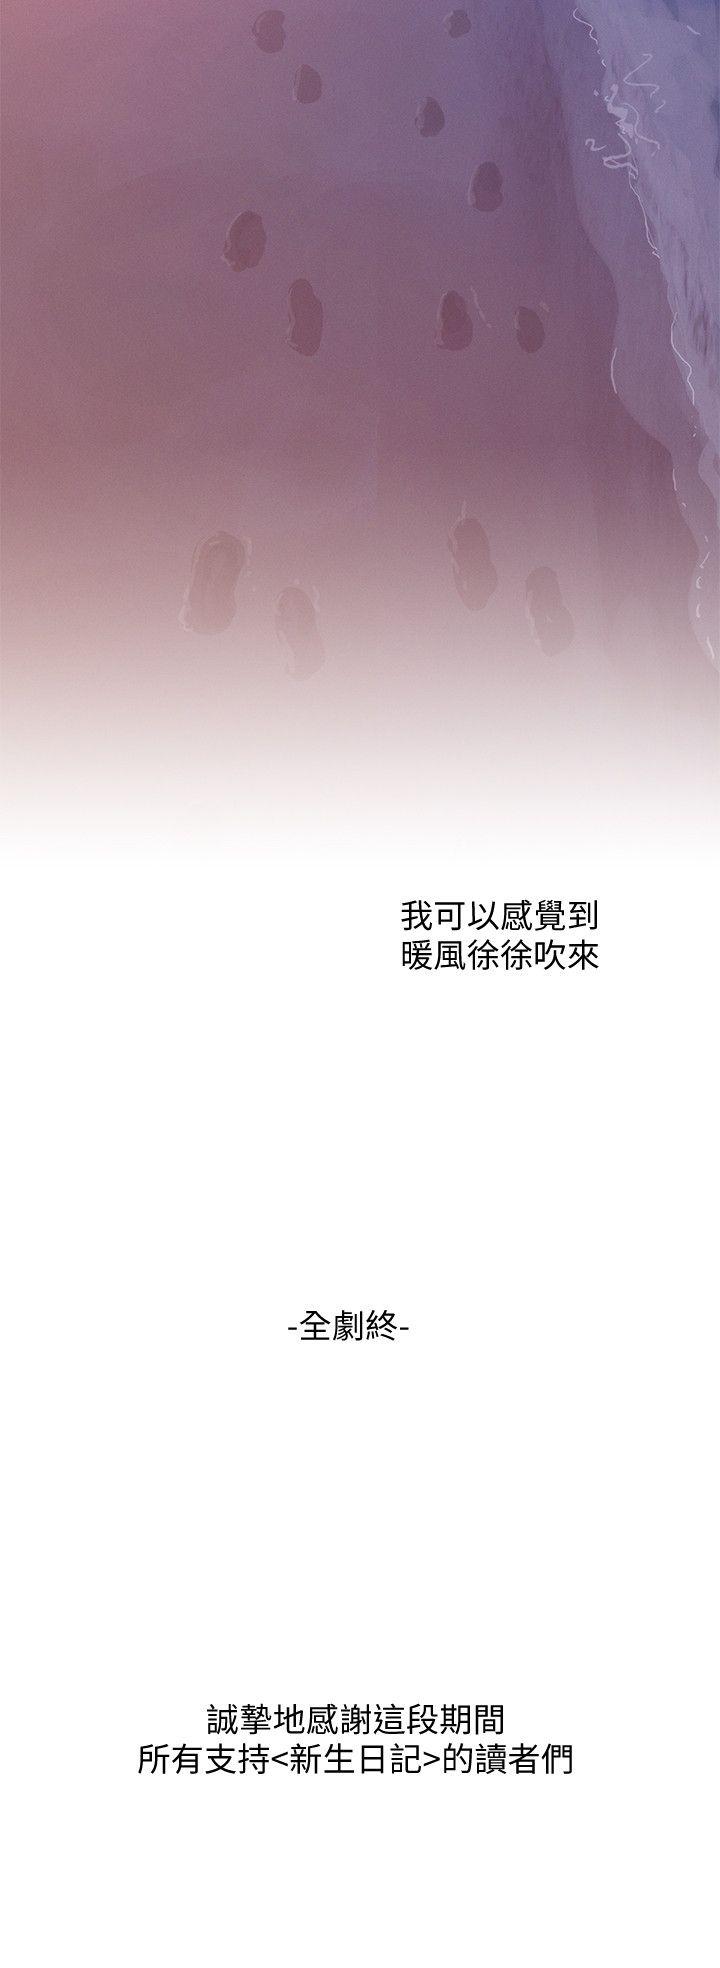 我可以感覺到
暖風徐徐吹來
-全劇終-
誠摯地感謝這段期間
所有支持<新生日記>的讀者們